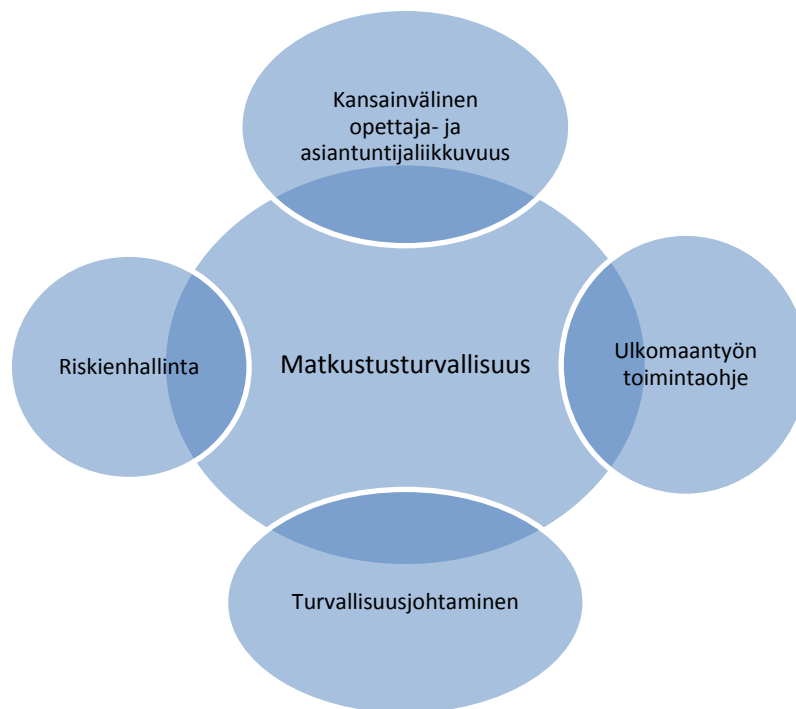 Kansainvälinen
opettaja- ja
asiantuntijaliikkuvuus
Riskienhallinta
Matkustusturvallisuus
Ulkomaantyön
toimintaohje
Turvallisuusjohtaminen